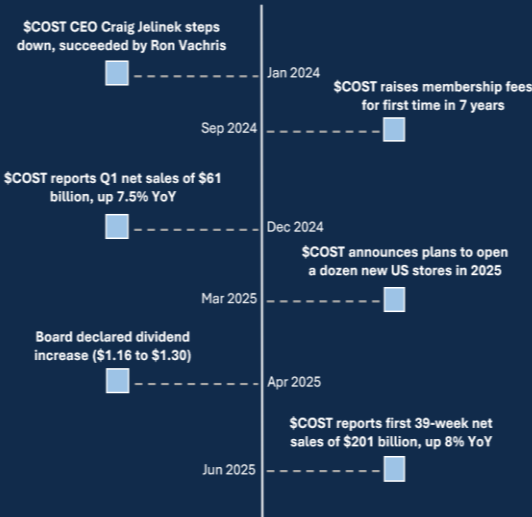 $COST CEO Craig Jelinek steps
down, succeeded by Ron Vachris
Jan 2024
$COST raises membership fees
for first time in 7 years
Sep 2024
$COST reports Q1 net sales of $61
billion, up 7.5% YoY
Dec 2024
$COST announces plans to open
a dozen new US stores in 2025
Mar 2025
Board declared dividend
increase ($1.16 to $1.30)
Apr 2025
$COST reports first 39-week net
sales of $201 billion, up 8% YoY
Jun 2025